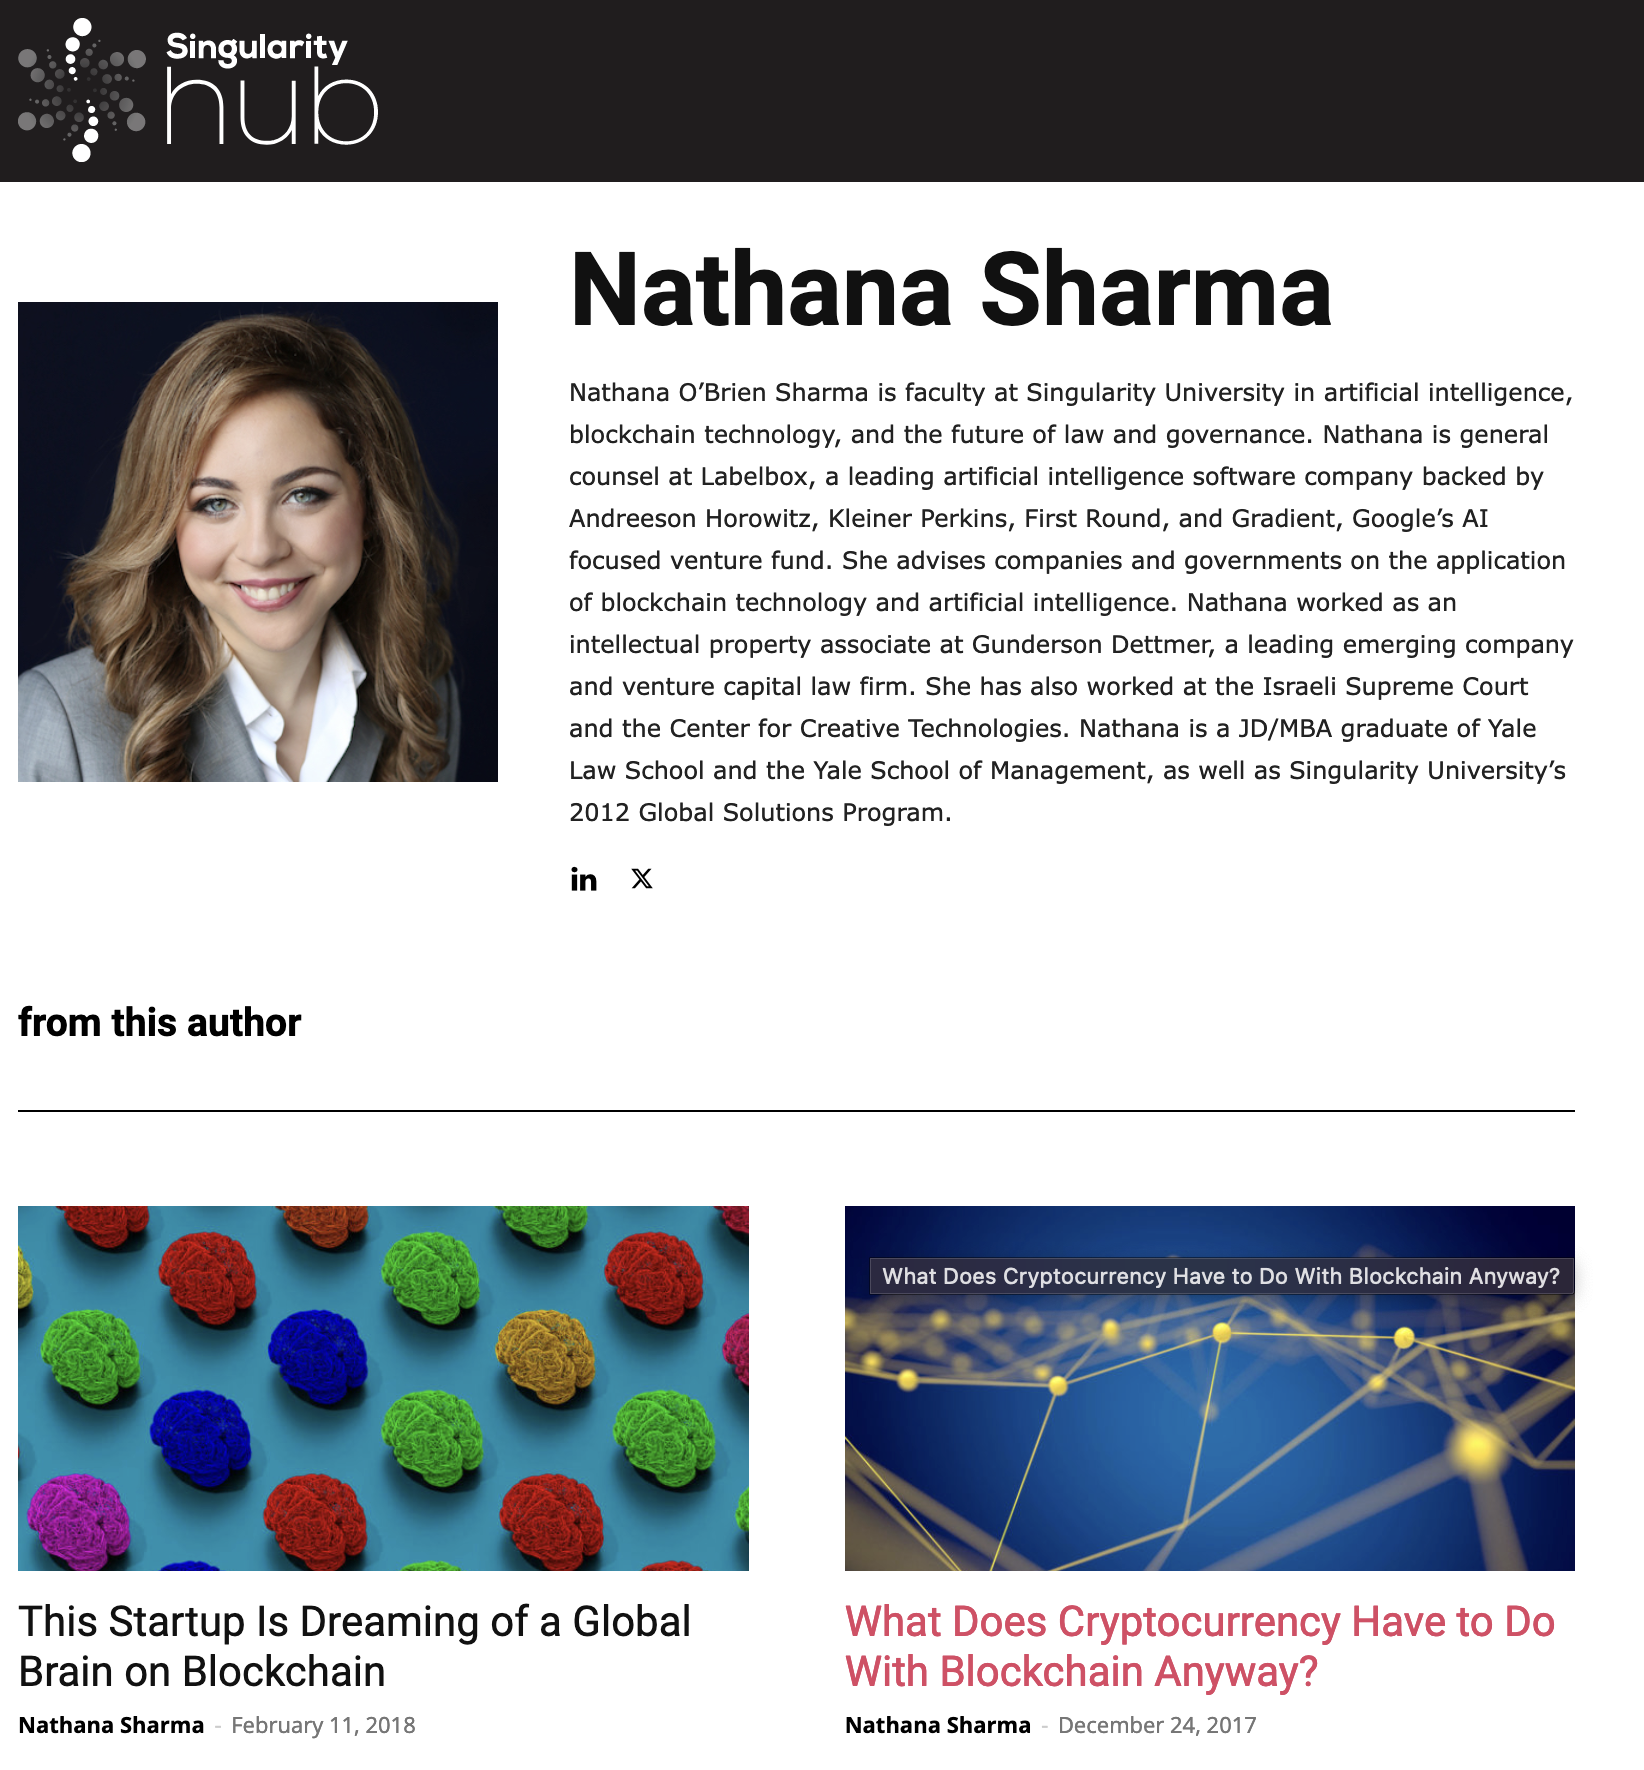 Singularity
hub
Nathana Sharma
Nathana O’Brien Sharma is faculty at Singularity University in artificial intelligence,
blockchain technology, and the future of law and governance. Nathana is general
counsel at Labelbox, a leading artificial intelligence software company backed by
Andreeson Horowitz, Kleiner Perkins, First Round, and Gradient, Google’s AI
focused venture fund. She advises companies and governments on the application
of blockchain technology and artificial intelligence. Nathana worked as an
intellectual property associate at Gunderson Dettmer, a leading emerging company
and venture capital law firm. She has also worked at the Israeli Supreme Court
and the Center for Creative Technologies. Nathana is a JD/MBA graduate of Yale
Law School and the Yale School of Management, as well as Singularity University’s
2012 Global Solutions Program.
in X
from this author
What Does Cryptocurrency Have to Do With Blockchain Anyway?
This Startup Is Dreaming of a Global
Brain on Blockchain
Nathana Sharma - February 11, 2018
What Does Cryptocurrency Have to Do
With Blockchain Anyway?
Nathana Sharma - December 24, 2017